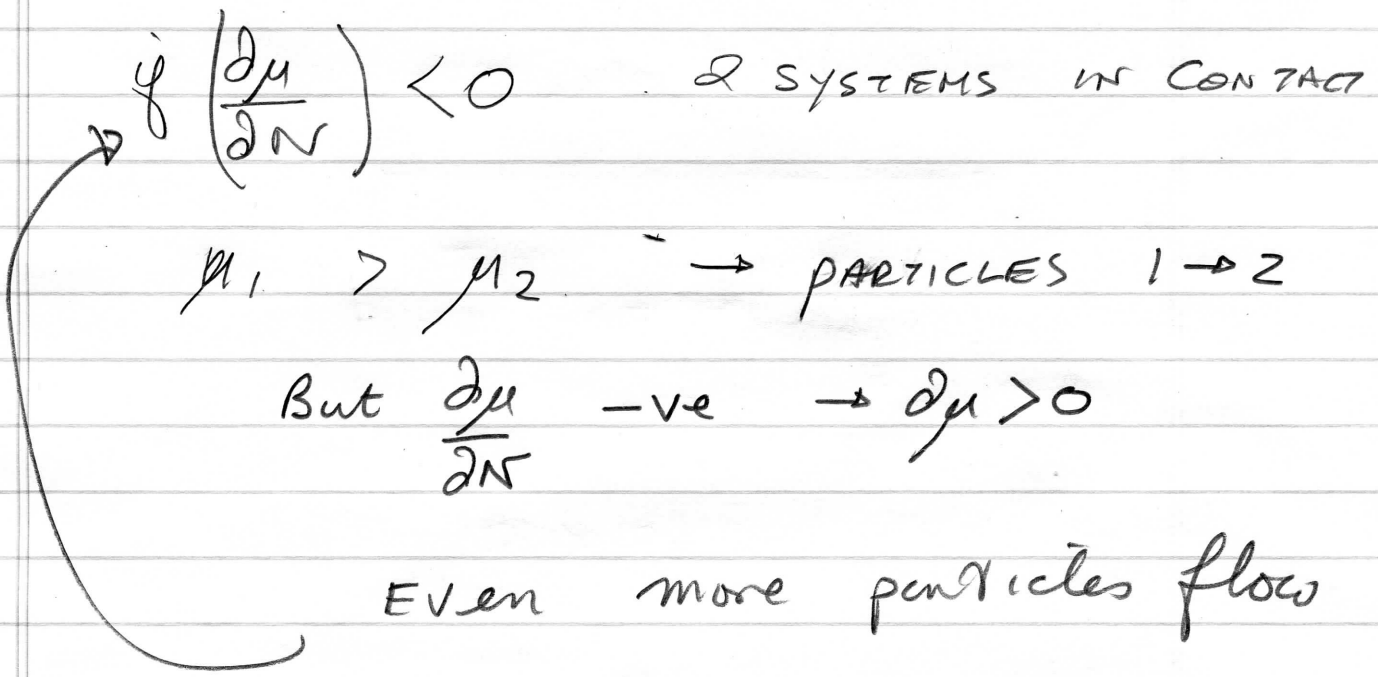 if (∂μ/∂N) < 0 2 SYSTEMS IN CONTACT
μ₁ > μ₂ → PARTICLES 1 → 2
But ∂μ/∂N -ve → ∂μ > 0
Even more particles flow